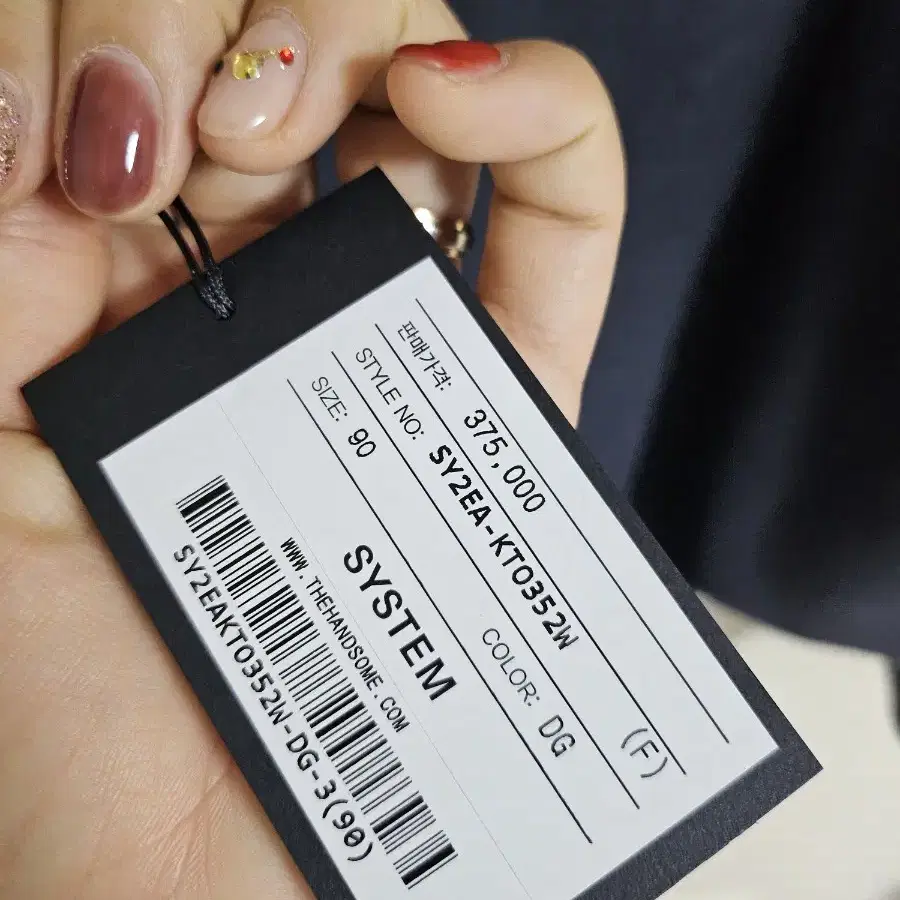 판매가격: 375,000
STYLE NO: SY2EA-KTO352W (F)
SIZE: 90 COLOR: DG
SYSTEM
WWW.THEHANDSOME.COM
SY2EAKTO352W-DG-3(90)